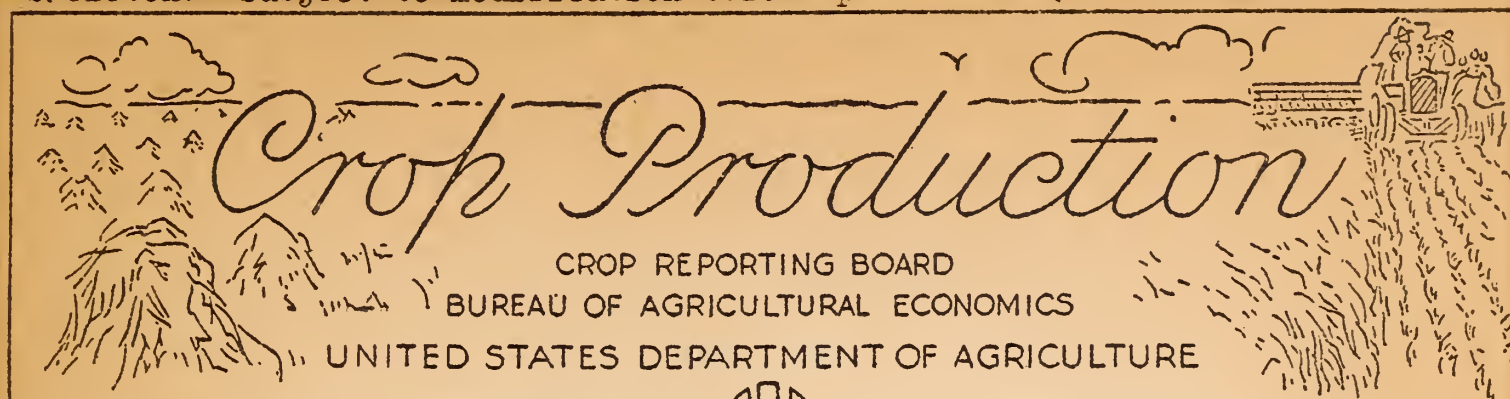 Crop Production
CROP REPORTING BOARD
BUREAU OF AGRICULTURAL ECONOMICS
UNITED STATES DEPARTMENT OF AGRICULTURE